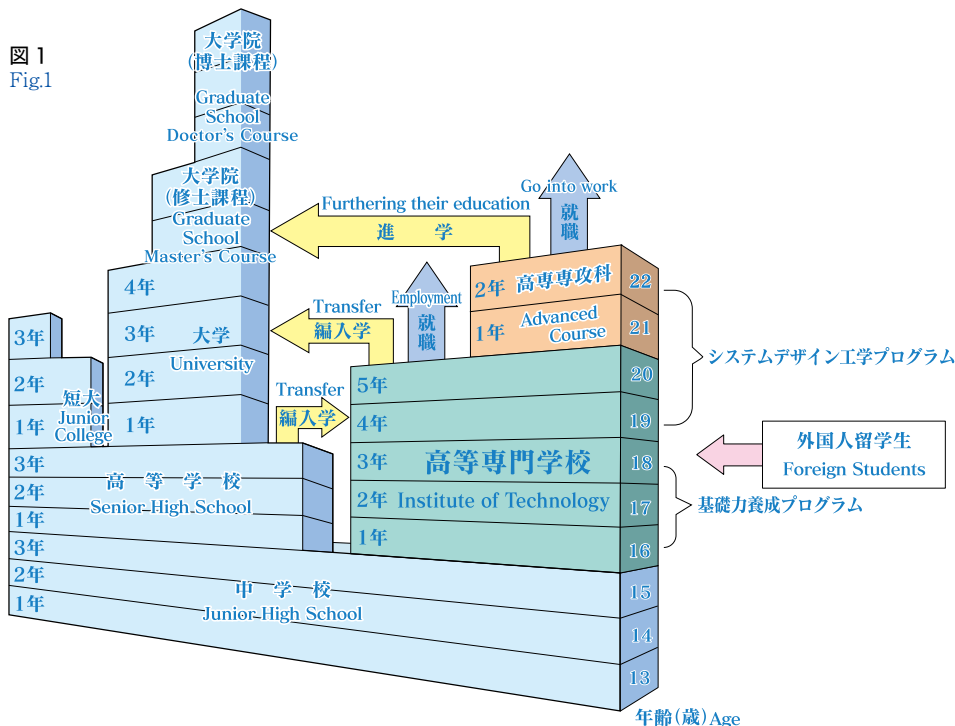 図1
Fig.1
大学院
(博士課程)
Graduate
School
Doctor's Course
大学院
(修士課程)
Graduate
School
Master's Course
Furthering their education
進 学
Go into work
就
職
4年
3年
大学
University
2年
1年
Transfer
編入学
Employment
就
職
2年
高専専攻科
1年
Advanced
Course
22
21
システムデザイン工学プログラム
3年
2年
1年
短大
Junior
College
Transfer
編入学
5年
4年
3年
高等専門学校
2年
Institute of Technology
1年
20
19
18
17
16
外国人留学生
Foreign Students
基礎力養成プログラム
3年
高 等 学 校
2年
Senior High School
1年
3年
中 学 校
2年
Junior High School
1年
15
14
13
年齢(歳)Age